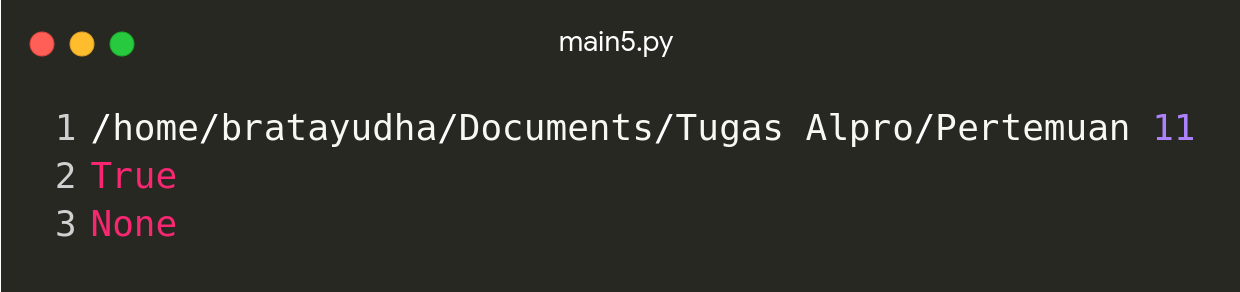 main5.py
1 /home/bratayudha/Documents/Tugas Alpro/Pertemuan 11
2 True
3 None